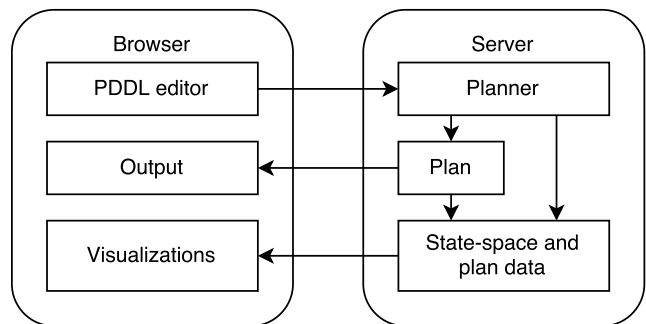 Browser
Server
PDDL editor
Planner
Output
Plan
Visualizations
State-space and
plan data